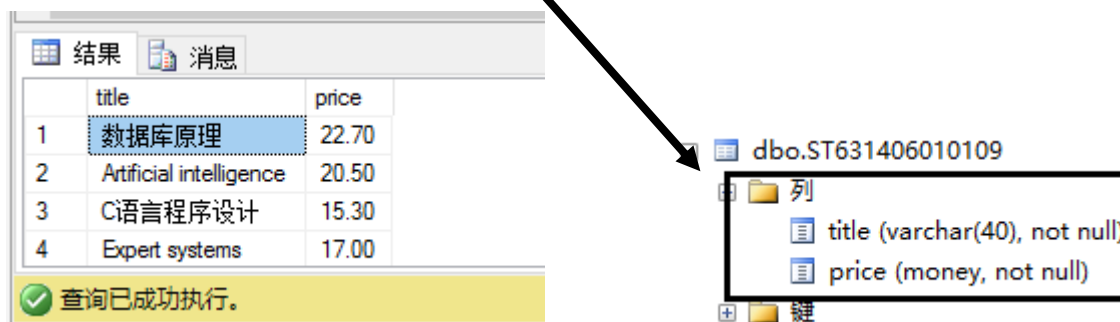 结果 消息
title price
1 数据库原理 22.70
2 Artificial intelligence 20.50
3 C语言程序设计 15.30
4 Expert systems 17.00
查询已成功执行。
dbo.ST631406010109
列
title (varchar(40), not null)
price (money, not null)
键